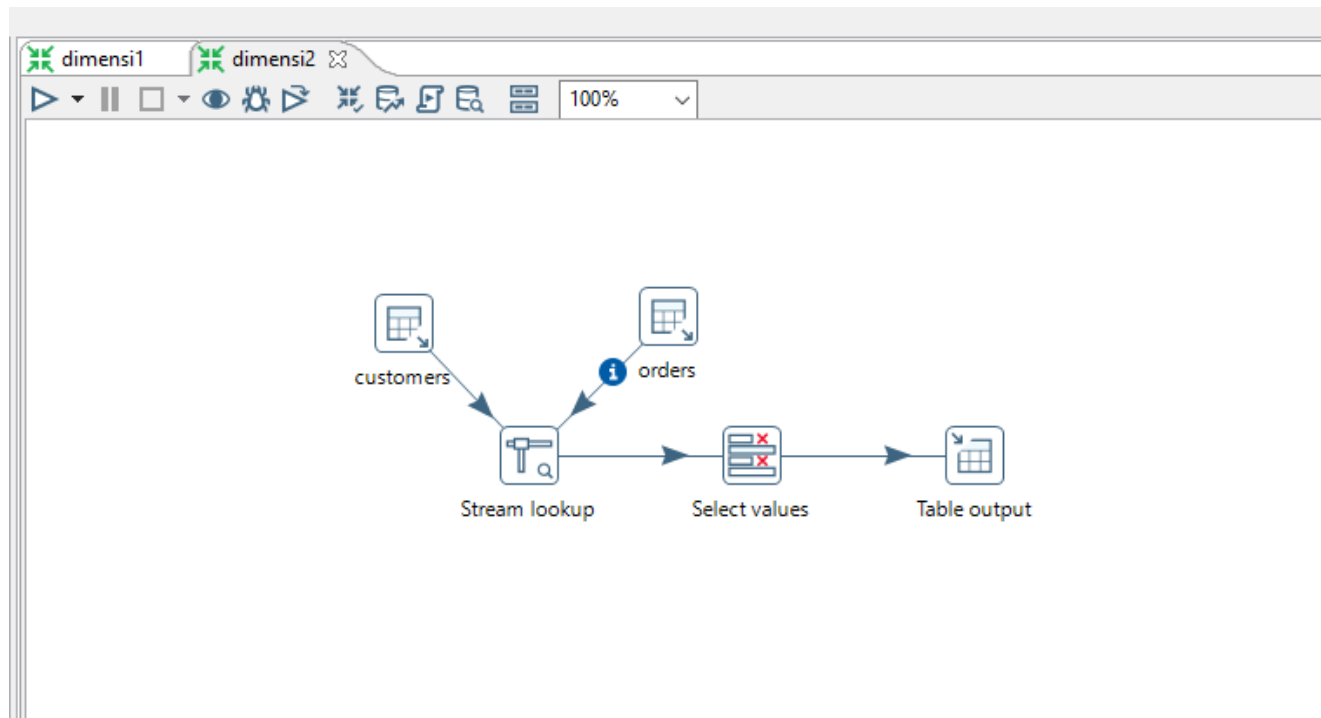 dimensi1
dimensi2
100%
customers
orders
Stream lookup
Select values
Table output